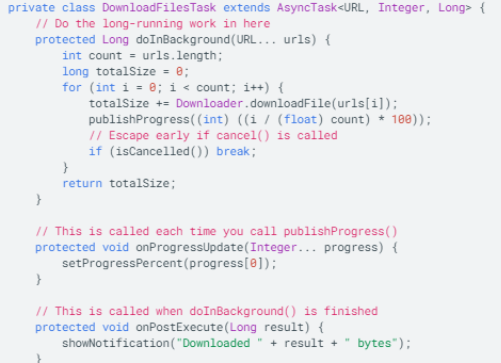 private class DownloadFilesTask extends AsyncTask<URL, Integer, Long> {
    // Do the long-running work in here
    protected Long doInBackground(URL... urls) {
        int count = urls.length;
        long totalSize = 0;
        for (int i = 0; i < count; i++) {
            totalSize += Downloader.downloadFile(urls[i]);
            publishProgress((int) ((i / (float) count) * 100));
            // Escape early if cancel() is called
            if (isCancelled()) break;
        }
        return totalSize;
    }

    // This is called each time you call publishProgress()
    protected void onProgressUpdate(Integer... progress) {
        setProgressPercent(progress[0]);
    }

    // This is called when doInBackground() is finished
    protected void onPostExecute(Long result) {
        showNotification("Downloaded " + result + " bytes");
    }